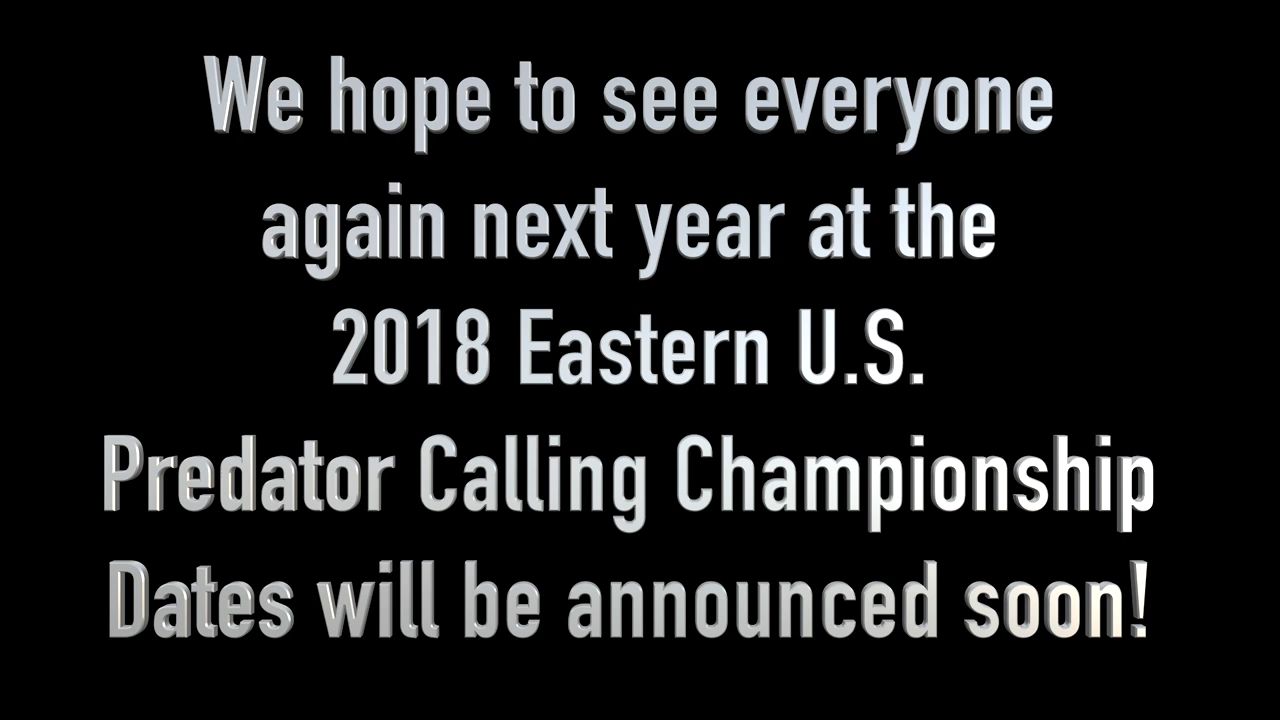 We hope to see everyone
again next year at the
2018 Eastern U.S.
Predator Calling Championship
Dates will be announced soon!